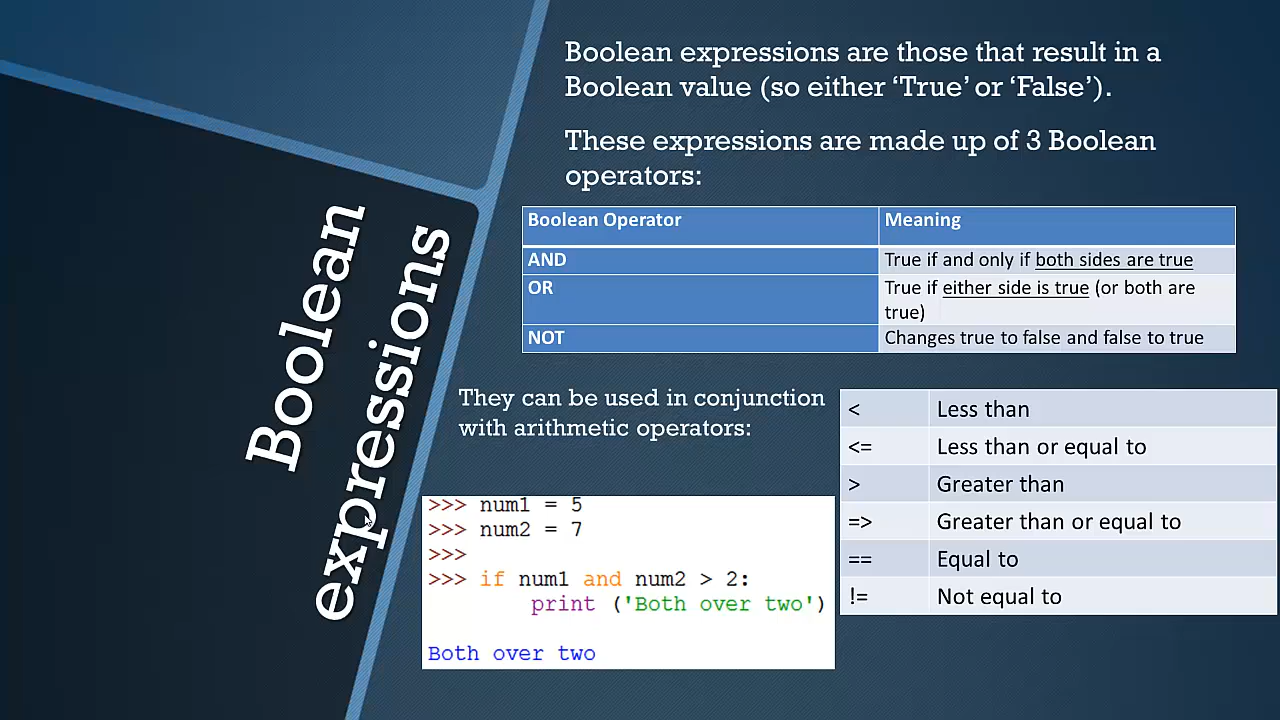 Boolean
expressions
Boolean expressions are those that result in a
Boolean value (so either ‘True’ or ‘False’).
These expressions are made up of 3 Boolean
operators:
Boolean Operator Meaning
AND True if and only if both sides are true
OR True if either side is true (or both are
true)
NOT Changes true to false and false to true
They can be used in conjunction
with arithmetic operators:
>>> num1 = 5
>>> num2 = 7
>>>
>>> if num1 and num2 > 2:
print ('Both over two')
Both over two
< Less than
<= Less than or equal to
> Greater than
=> Greater than or equal to
== Equal to
!= Not equal to